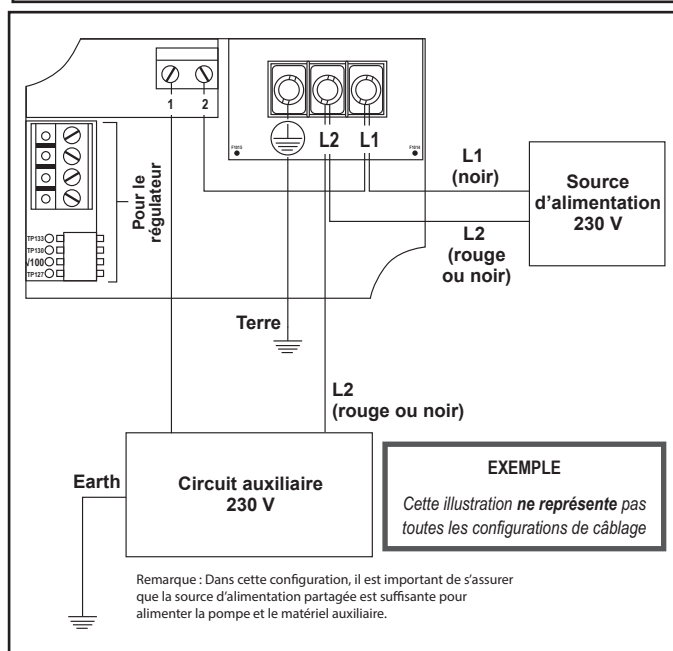 1 2
L2 L1
F1015
F1014
Pour le
régulateur
TP133
TP130
V100
TP127
L1
(noir)
Source
d'alimentation
230 V
L2
(rouge
ou noir)
Terre
L2
(rouge ou noir)
Earth
Circuit auxiliaire
230 V
EXEMPLE
Cette illustration ne représente pas
toutes les configurations de câblage
Remarque : Dans cette configuration, il est important de s'assurer
que la source d'alimentation partagée est suffisante pour
alimenter la pompe et le matériel auxiliaire.